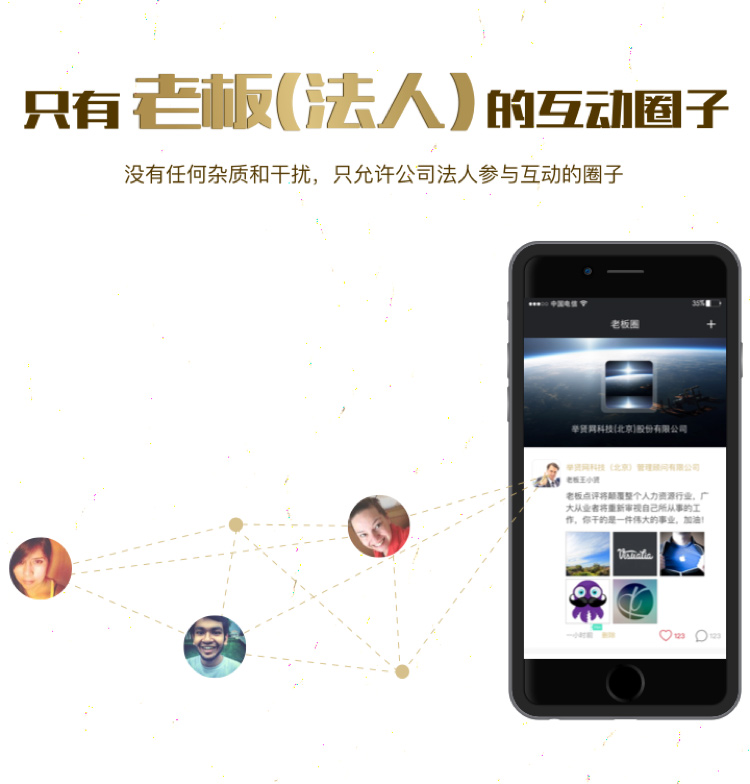 只有老板(法人)的互动圈子
没有任何杂质和干扰，只允许公司法人参与互动的圈子
中国电信
35%
老板圈
+
举贤网科技(北京)股份有限公司
举贤网科技（北京）管理顾问有限公司
老板王小贤
老板点评将颠覆整个人力资源行业，广
大从业者将重新审视自己所从事的工
作，你干的是一件伟大的事业，加油！
一小时前 删除
123 123